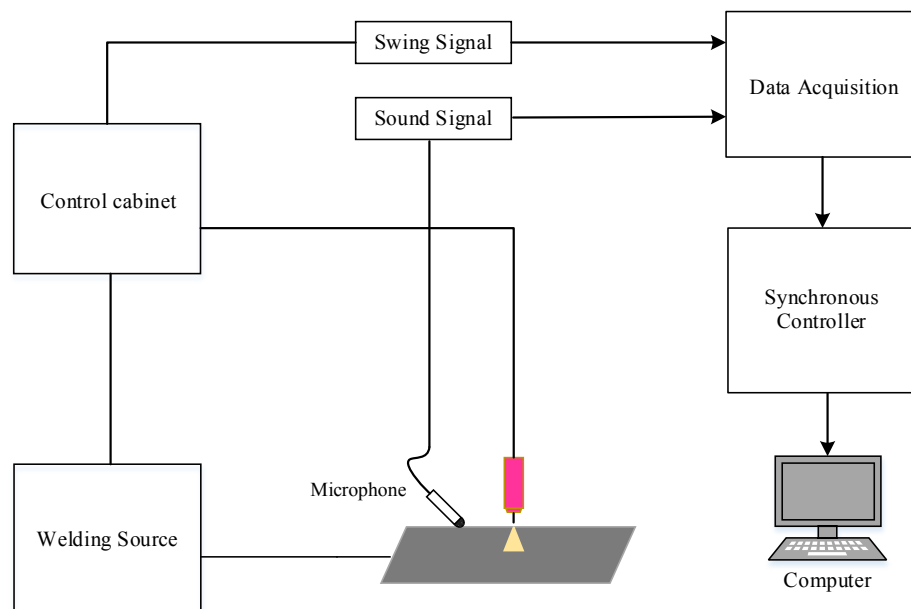 Swing Signal
Sound Signal
Data Acquisition
Control cabinet
Synchronous
Controller
Microphone
Welding Source
Computer